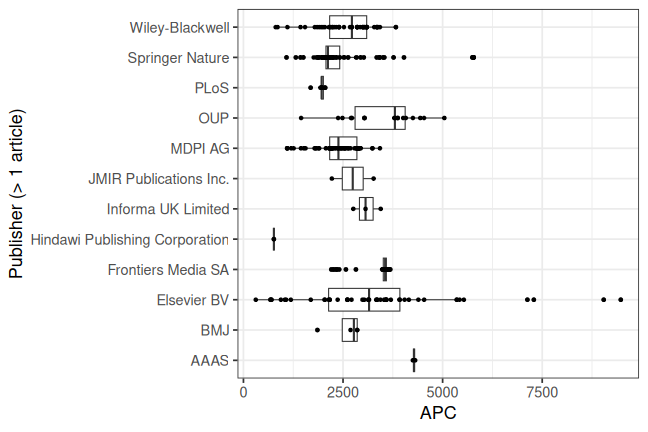 Publisher (> 1 article)
Wiley-Blackwell
Springer Nature
PLoS
OUP
MDPI AG
JMIR Publications Inc.
Informa UK Limited
Hindawi Publishing Corporation
Frontiers Media SA
Elsevier BV
BMJ
AAAS
0 2500 5000 7500
APC